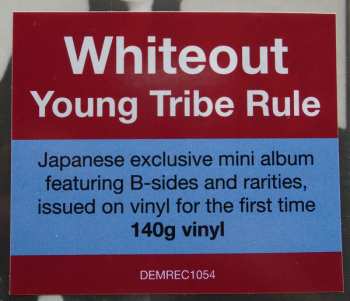 Whiteout
Young Tribe Rule
Japanese exclusive mini album
featuring B-sides and rarities,
issued on vinyl for the first time
140g vinyl
DEMREC1054